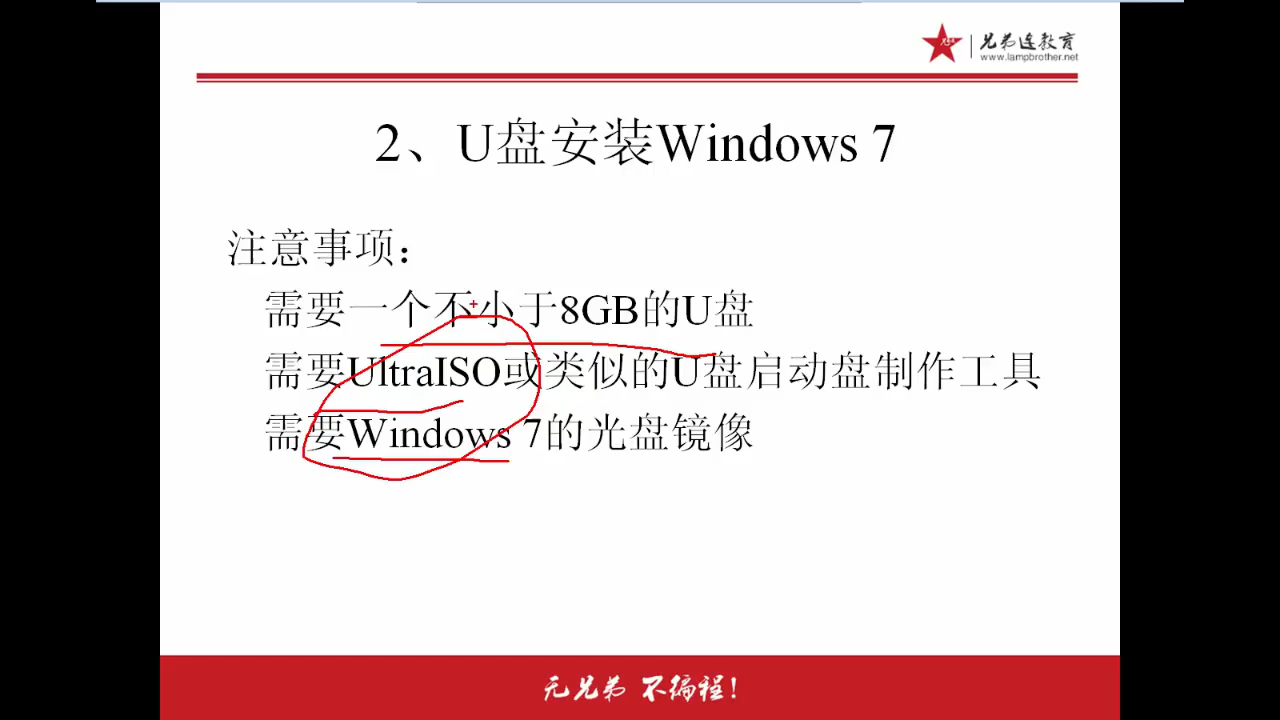 兄弟连教育
www.lampbrother.net
2、U盘安装Windows 7
注意事项：
需要一个不小于8GB的U盘
需要UltraISO或类似的U盘启动盘制作工具
需要Windows 7的光盘镜像
无兄弟 不编程！